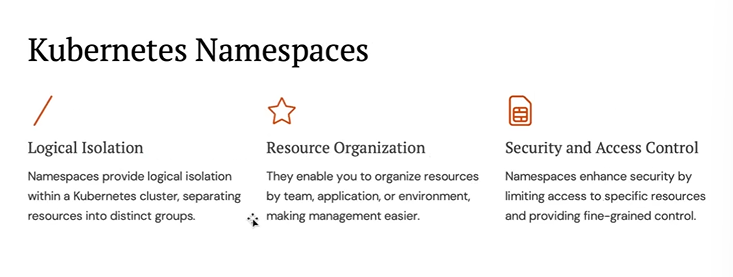 Kubernetes Namespaces
Logical Isolation
Namespaces provide logical isolation
within a Kubernetes cluster, separating
resources into distinct groups.
Resource Organization
They enable you to organize resources
by team, application, or environment,
making management easier.
Security and Access Control
Namespaces enhance security by
limiting access to specific resources
and providing fine-grained control.